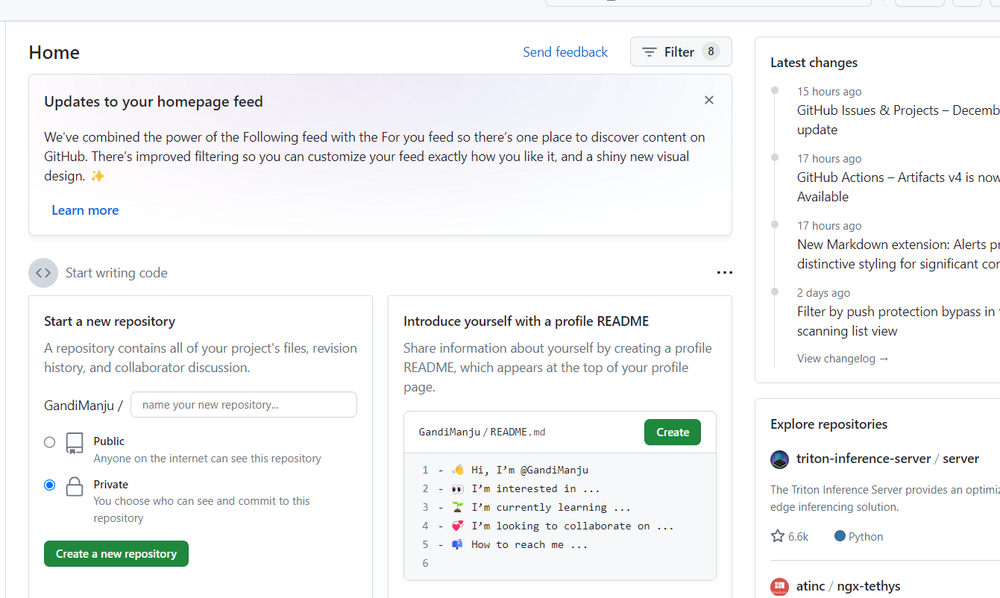 Home
Send feedback
Filter 8
Updates to your homepage feed
We've combined the power of the Following feed with the For you feed so there’s one place to discover content on
GitHub. There’s improved filtering so you can customize your feed exactly how you like it, and a shiny new visual
design. ✨
Learn more
Start writing code
Start a new repository
A repository contains all of your project's files, revision
history, and collaborator discussion.
GandiManju / name your new repository...
Public
Anyone on the internet can see this repository
Private
You choose who can see and commit to this
repository
Create a new repository
Introduce yourself with a profile README
Share information about yourself by creating a profile
README, which appears at the top of your profile
page.
GandiManju / README.md Create
1 - 👋 Hi, I’m @GandiManju
2 - 👀 I’m interested in ...
3 - 🌱 I’m currently learning ...
4 - 💞️ I’m looking to collaborate on ...
5 - 📫 How to reach me ...
6
Latest changes
15 hours ago
GitHub Issues & Projects – Decemb
update
17 hours ago
GitHub Actions – Artifacts v4 is now
Available
17 hours ago
New Markdown extension: Alerts pr
distinctive styling for significant co
2 days ago
Filter by push protection bypass in
scanning list view
View changelog →
Explore repositories
triton-inference-server / server
The Triton Inference Server provides an optimiz
edge inferencing solution.
6.6k Python
atinc / ngx-tethys